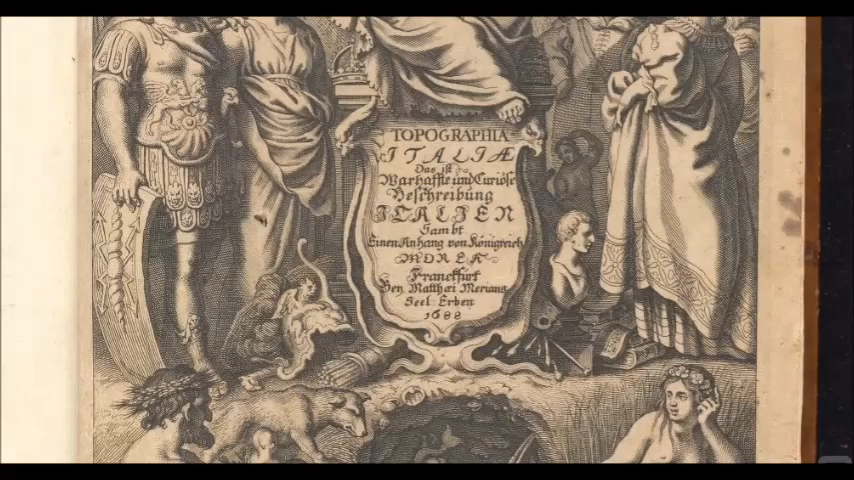 TOPOGRAPHIA
ITALIÆ
Das ist
Warhaffte und Curiöse
Beschreibung
ITALIEN
Sambt
Einen Anhang von Königreich
MOREA
Franckfurt
Bey Matthæi Merians
Seel Erben
1688